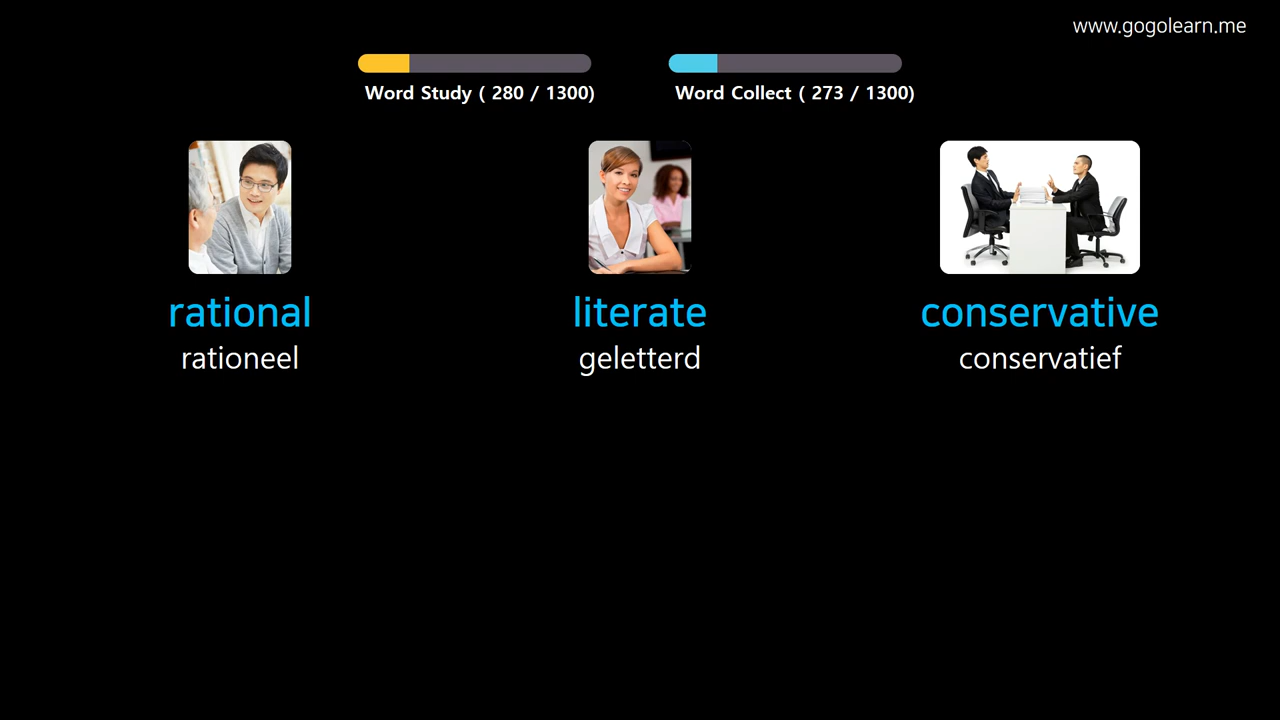 www.gogolearn.me
Word Study ( 280 / 1300)
Word Collect ( 273 / 1300)
rational
rationeel
literate
geletterd
conservative
conservatief